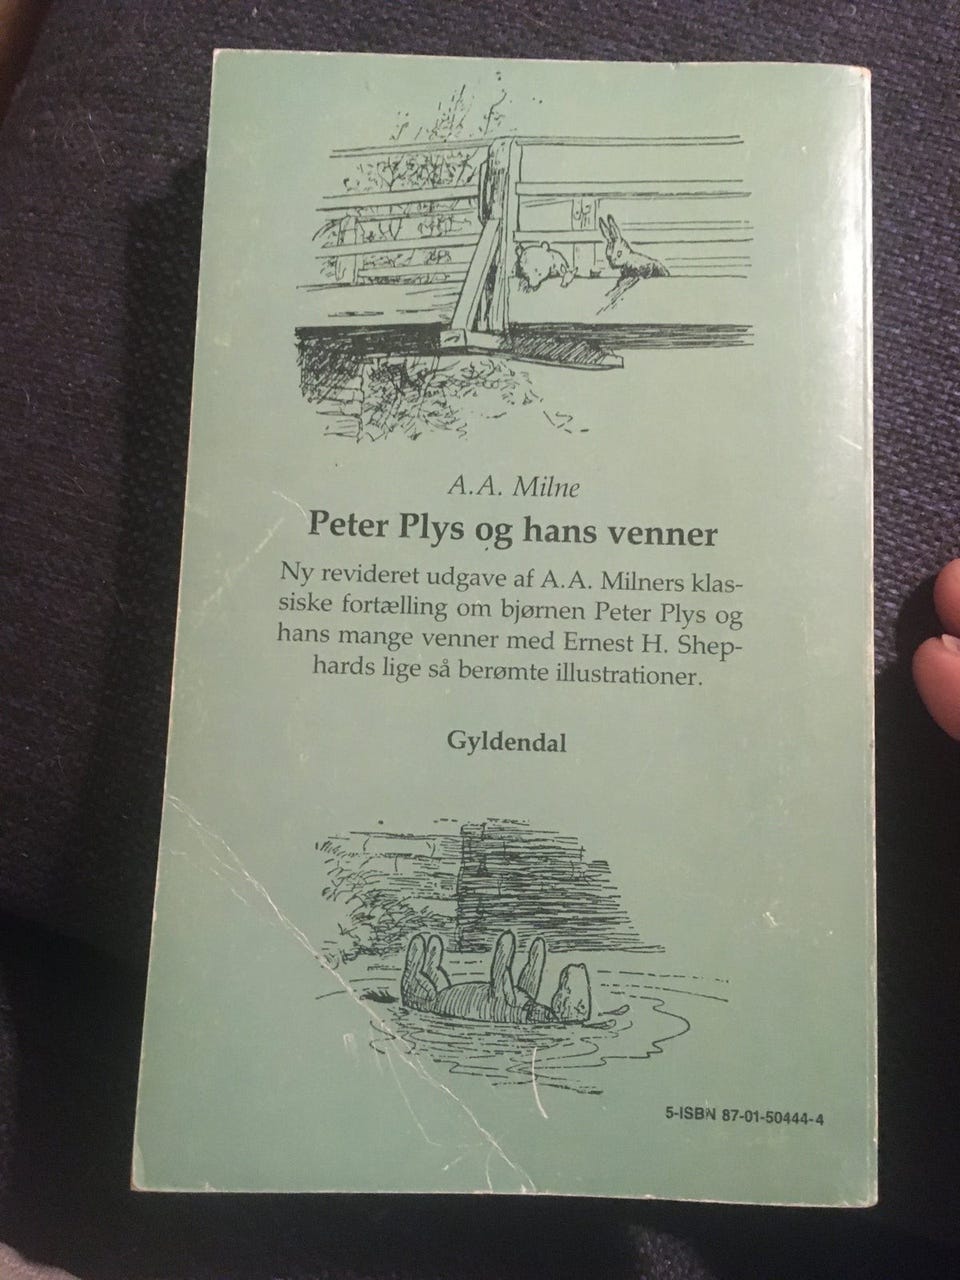 A.A. Milne
Peter Plys og hans venner
Ny revideret udgave af A.A. Milners klas-
siske fortælling om bjørnen Peter Plys og
hans mange venner med Ernest H. Shep-
hards lige så berømte illustrationer.
Gyldendal
5-ISBN 87-01-50444-4